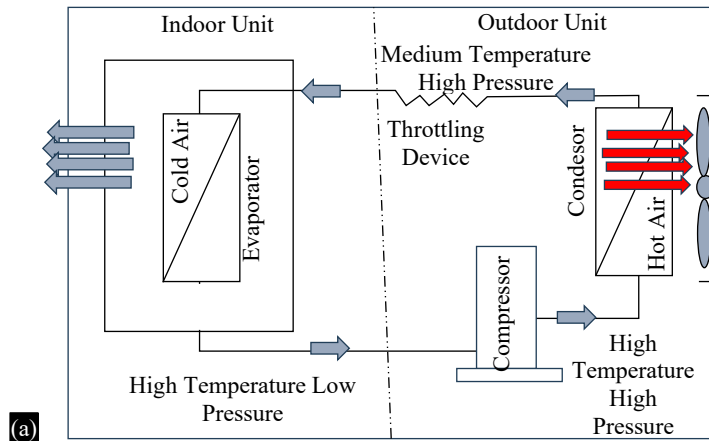 Indoor Unit
Outdoor Unit
Medium Temperature
High Pressure
Throttling
Device
Cold Air
Evaporator
Condesor
Hot Air
Compressor
High Temperature Low
Pressure
High
Temperature
High
Pressure
(a)